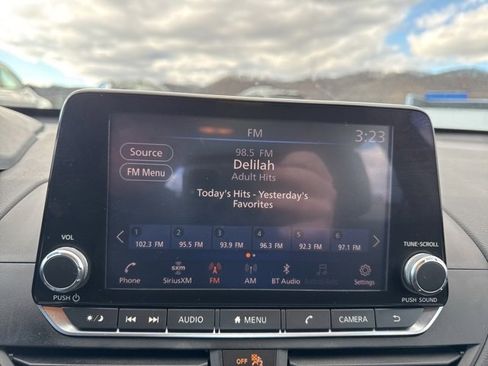 FM
3:23
Source
98.5 FM
Delilah
FM Menu
Adult Hits
Today's Hits - Yesterday's
Favorites
1 2 3 4 5 6
102.3 FM 95.5 FM 93.9 FM 96.3 FM 92.3 FM 97.1 FM
VOL
TUNE•SCROLL
Phone
sxm
SiriusXM FM AM BT Audio Settings
PUSH
PUSH SOUND
AUDIO MENU CAMERA
OFF